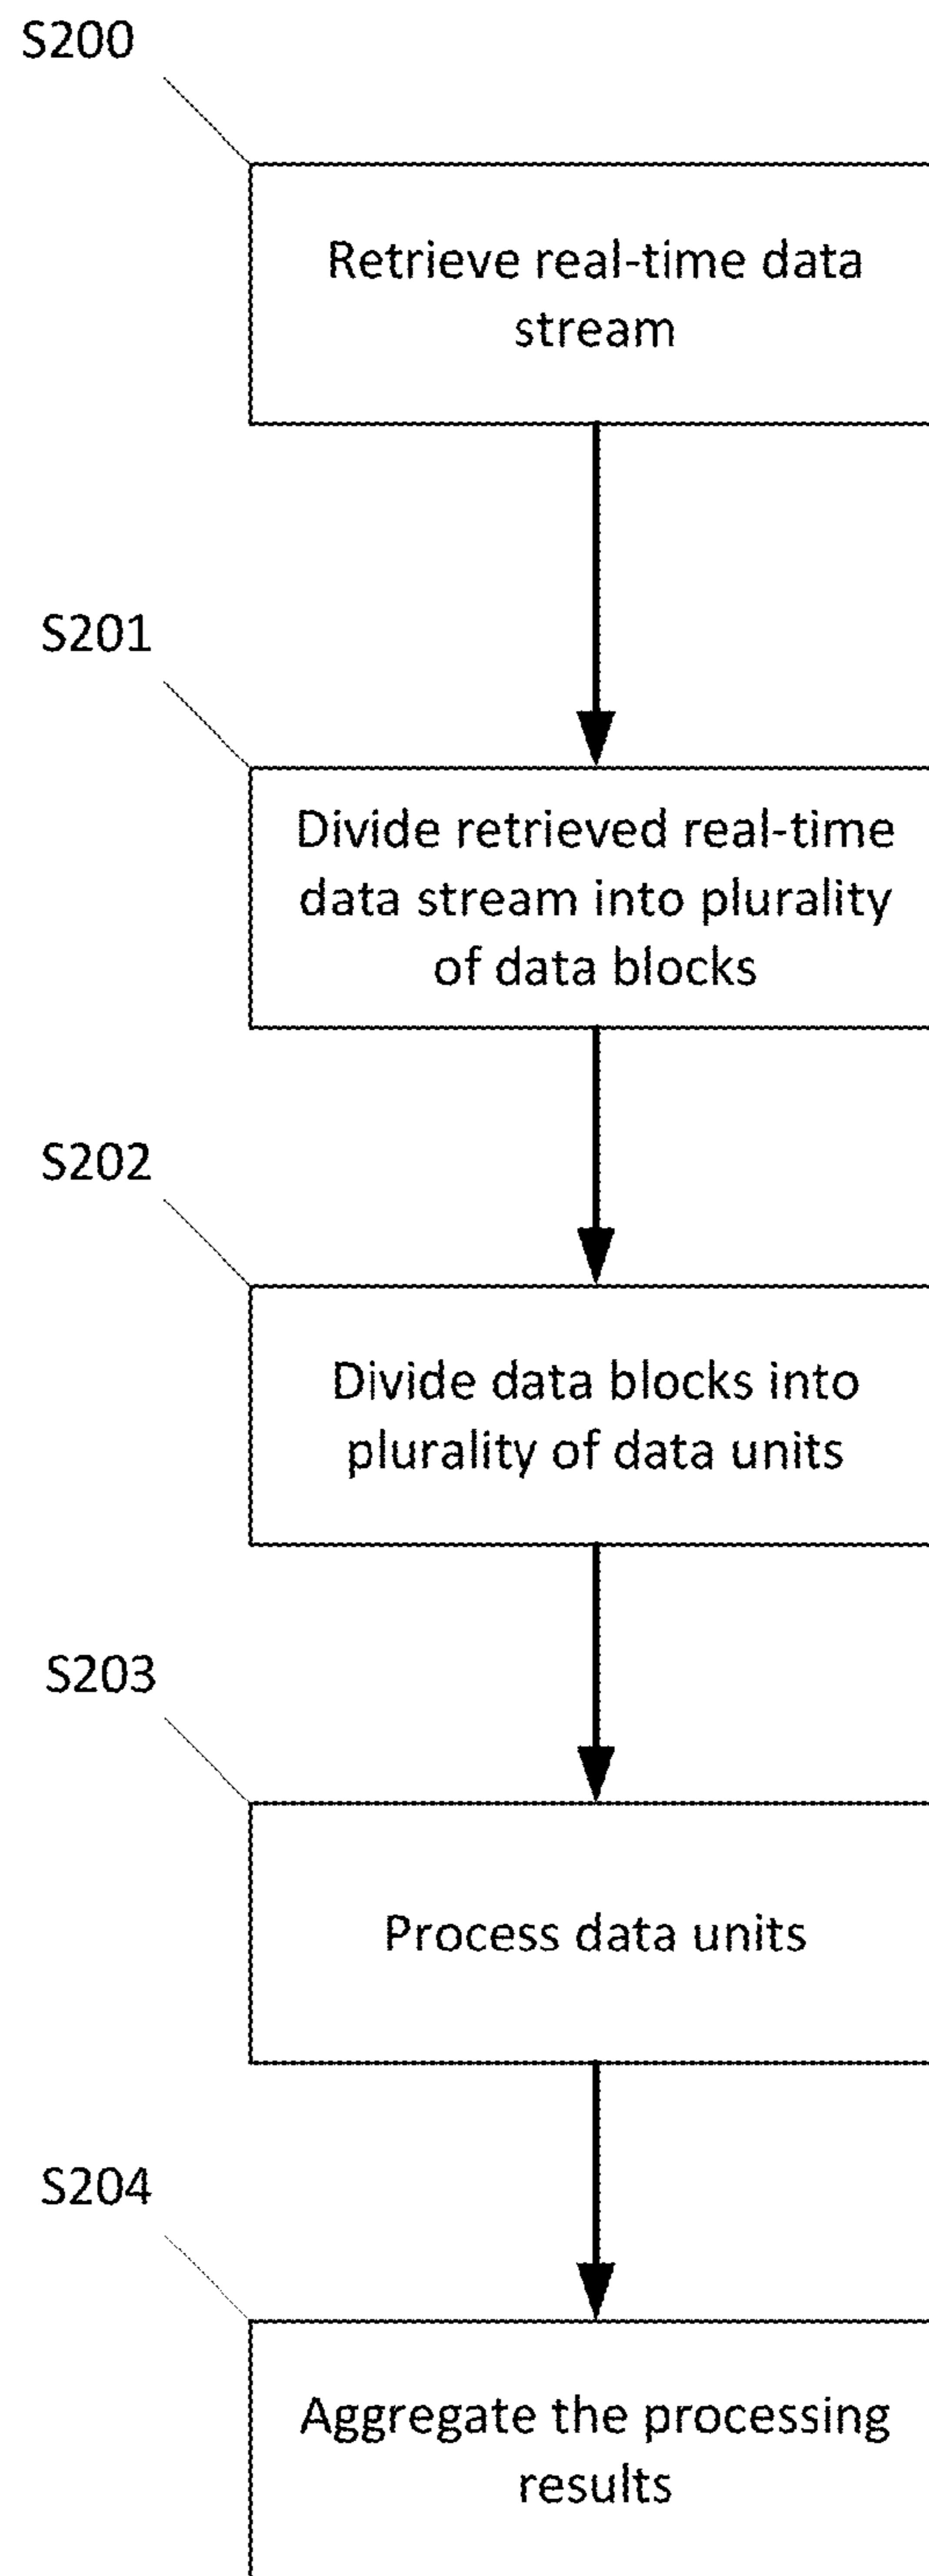 S200
Retrieve real-time data
stream
S201
Divide retrieved real-time
data stream into plurality
of data blocks
S202
Divide data blocks into
plurality of data units
S203
Process data units
S204
Aggregate the processing
results